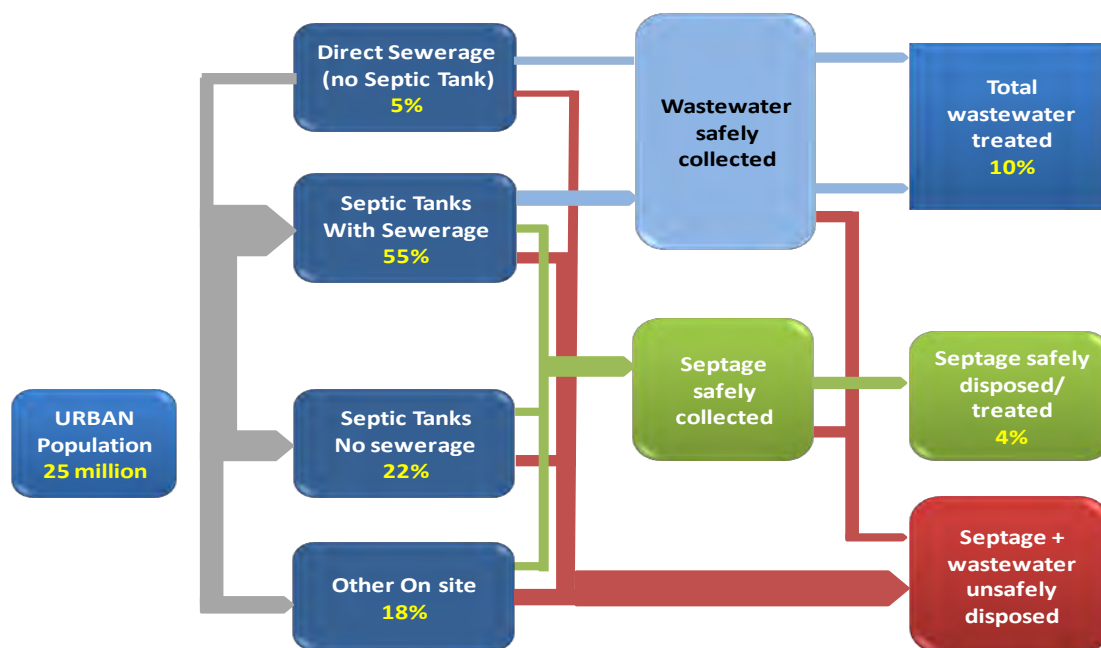 URBAN
Population
25 million
Direct Sewerage
(no Septic Tank)
5%
Septic Tanks
With Sewerage
55%
Septic Tanks
No sewerage
22%
Other On site
18%
Wastewater
safely
collected
Septage
safely
collected
Total
wastewater
treated
10%
Septage safely
disposed/
treated
4%
Septage +
wastewater
unsafely
disposed